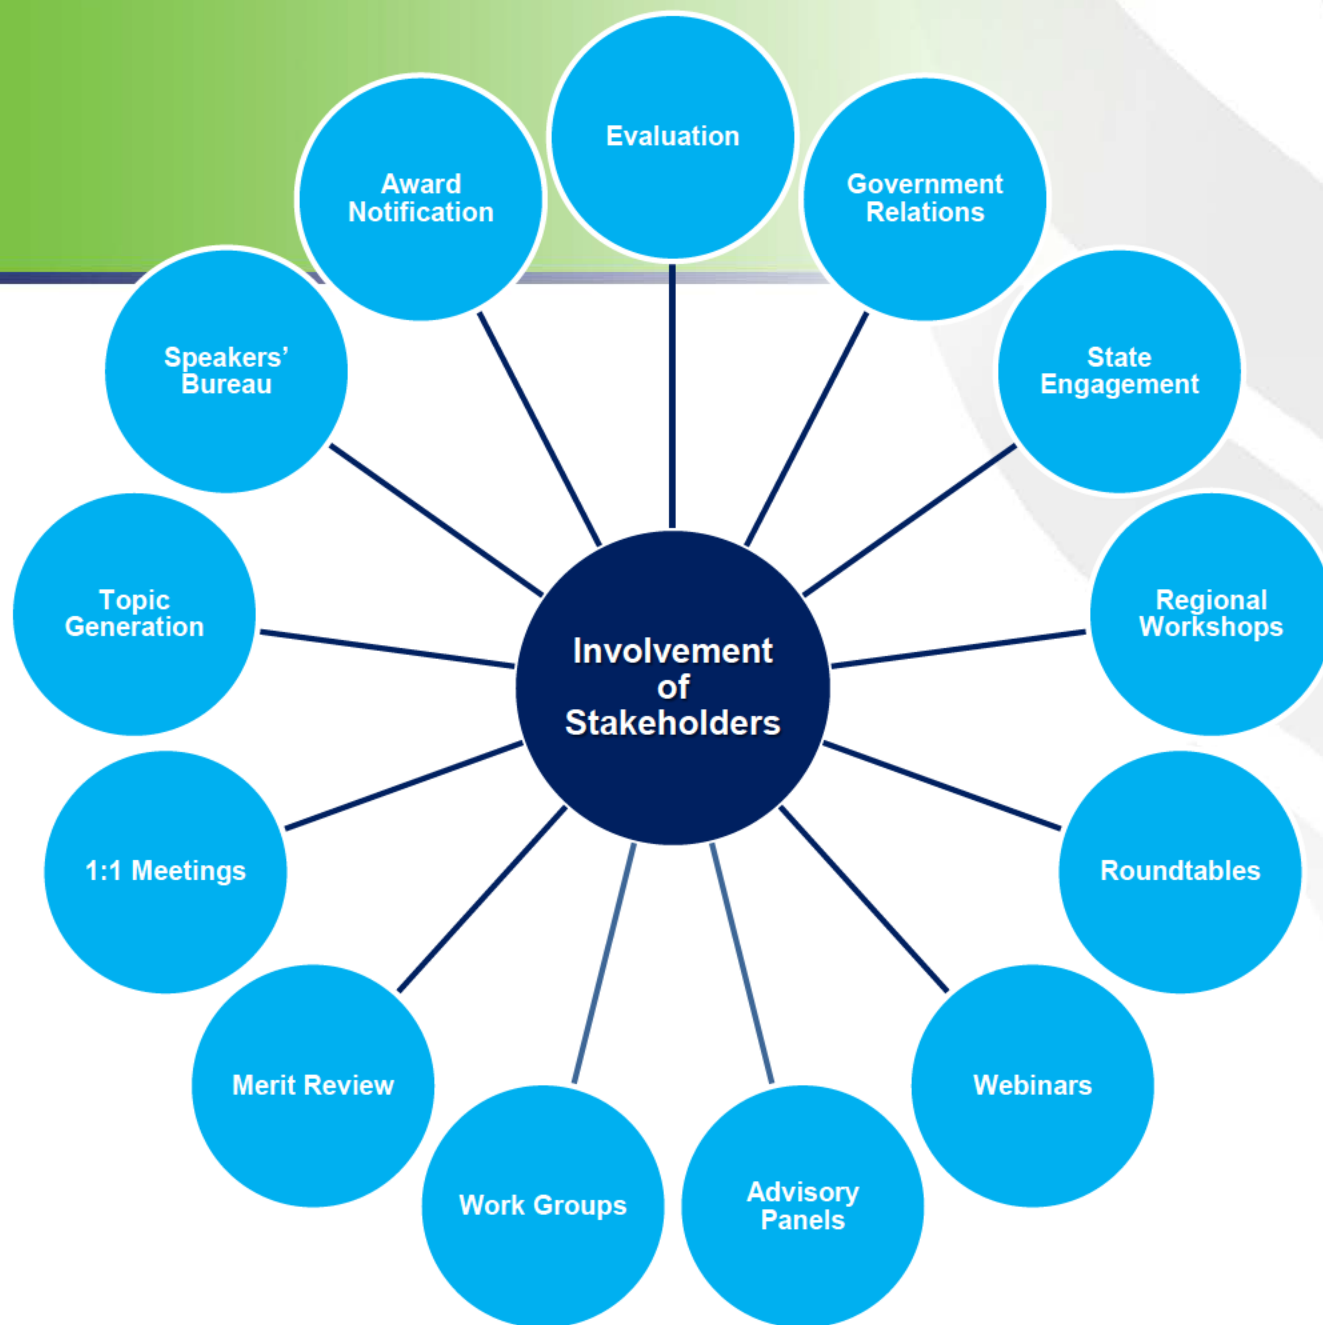 Evaluation
Government
Relations
State
Engagement
Regional
Workshops
Roundtables
Webinars
Advisory
Panels
Work Groups
Merit Review
1:1 Meetings
Topic
Generation
Speakers’
Bureau
Award
Notification
Involvement
of
Stakeholders